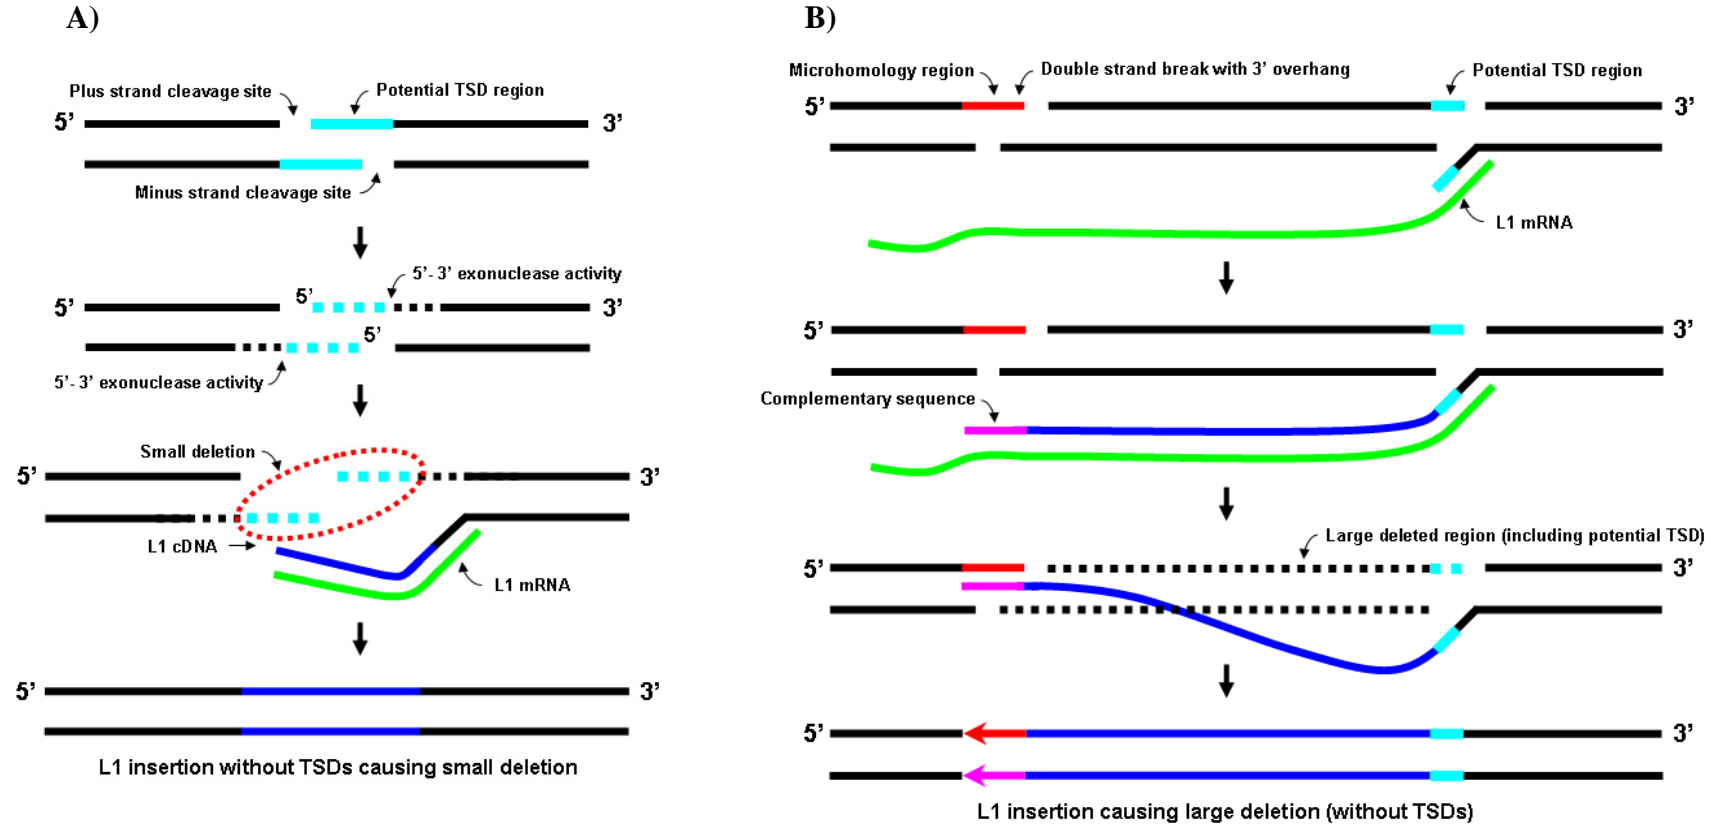 A)
Plus strand cleavage site
Potential TSD region
5’
3’
Minus strand cleavage site
5’- 3’ exonuclease activity
5’
5’
3’
5’
5’- 3’ exonuclease activity
Small deletion
5’
3’
L1 cDNA
L1 mRNA
5’
3’
L1 insertion without TSDs causing small deletion
B)
Microhomology region
Double strand break with 3’ overhang
Potential TSD region
5’
3’
L1 mRNA
5’
3’
Complementary sequence
Large deleted region (including potential TSD)
5’
3’
5’
3’
L1 insertion causing large deletion (without TSDs)